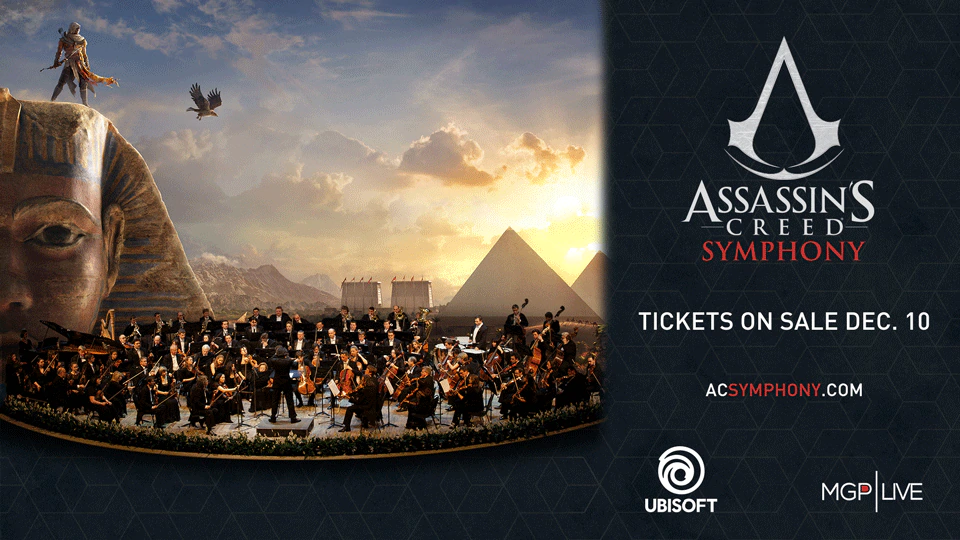 ASSASSIN'S
CREED
SYMPHONY
TICKETS ON SALE DEC. 10
ACSYMPHONY.COM
UBISOFT
MGP|LIVE